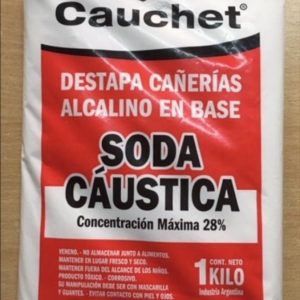 Cauchet®
DESTAPA CAÑERÍAS
ALCALINO EN BASE
SODA
CÁUSTICA
Concentración Máxima 28%
VENENO. - NO ALMACENAR JUNTO A ALIMENTOS.
MANTENER EN LUGAR FRESCO Y SECO.
MANTENER FUERA DEL ALCANCE DE LOS NIÑOS.
PRODUCTO TÓXICO. - CORROSIVO.
SU MANIPULACIÓN DEBE SER CON MASCARILLA
Y GUANTES. - EVITAR CONTACTO CON PIEL Y OJOS.
CONT. NETO
1 KILO
Industria Argentina